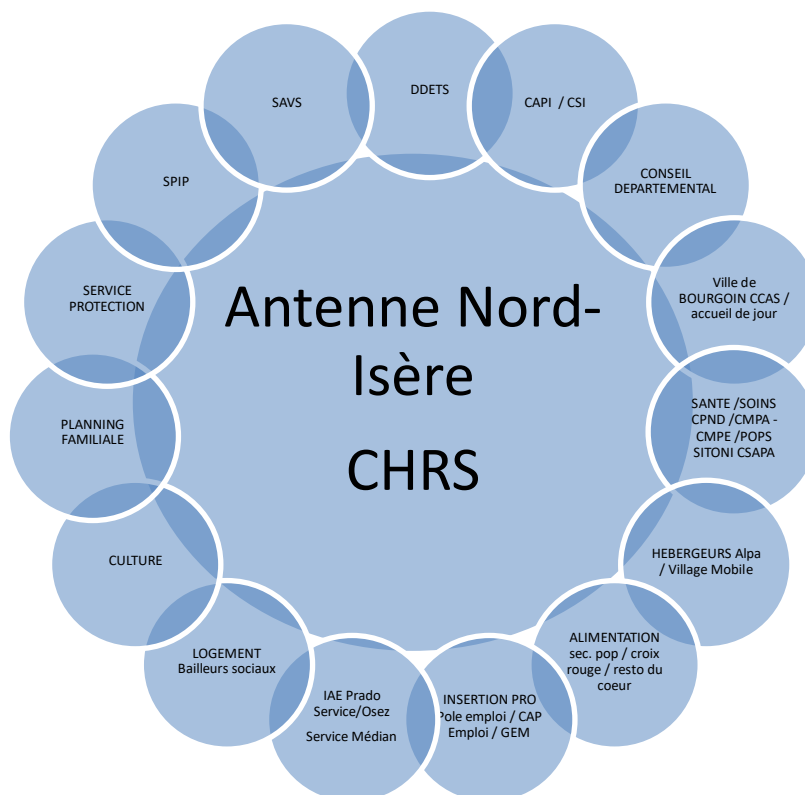 Antenne Nord-
Isère
CHRS
DDETS
CAPI / CSI
CONSEIL
DEPARTEMENTAL
Ville de
BOURGOIN CCAS /
accueil de jour
SANTE /SOINS
CPND /CMPA -
CMPE /POPS
SITONI CSAPA
HEBERGEURS Alpa
/ Village Mobile
ALIMENTATION
sec. pop / croix
rouge / resto du
coeur
INSERTION PRO
Pole emploi / CAP
Emploi / GEM
IAE Prado
Service/Osez
Service Médian
LOGEMENT
Bailleurs sociaux
CULTURE
PLANNING
FAMILIALE
SERVICE
PROTECTION
SPIP
SAVS